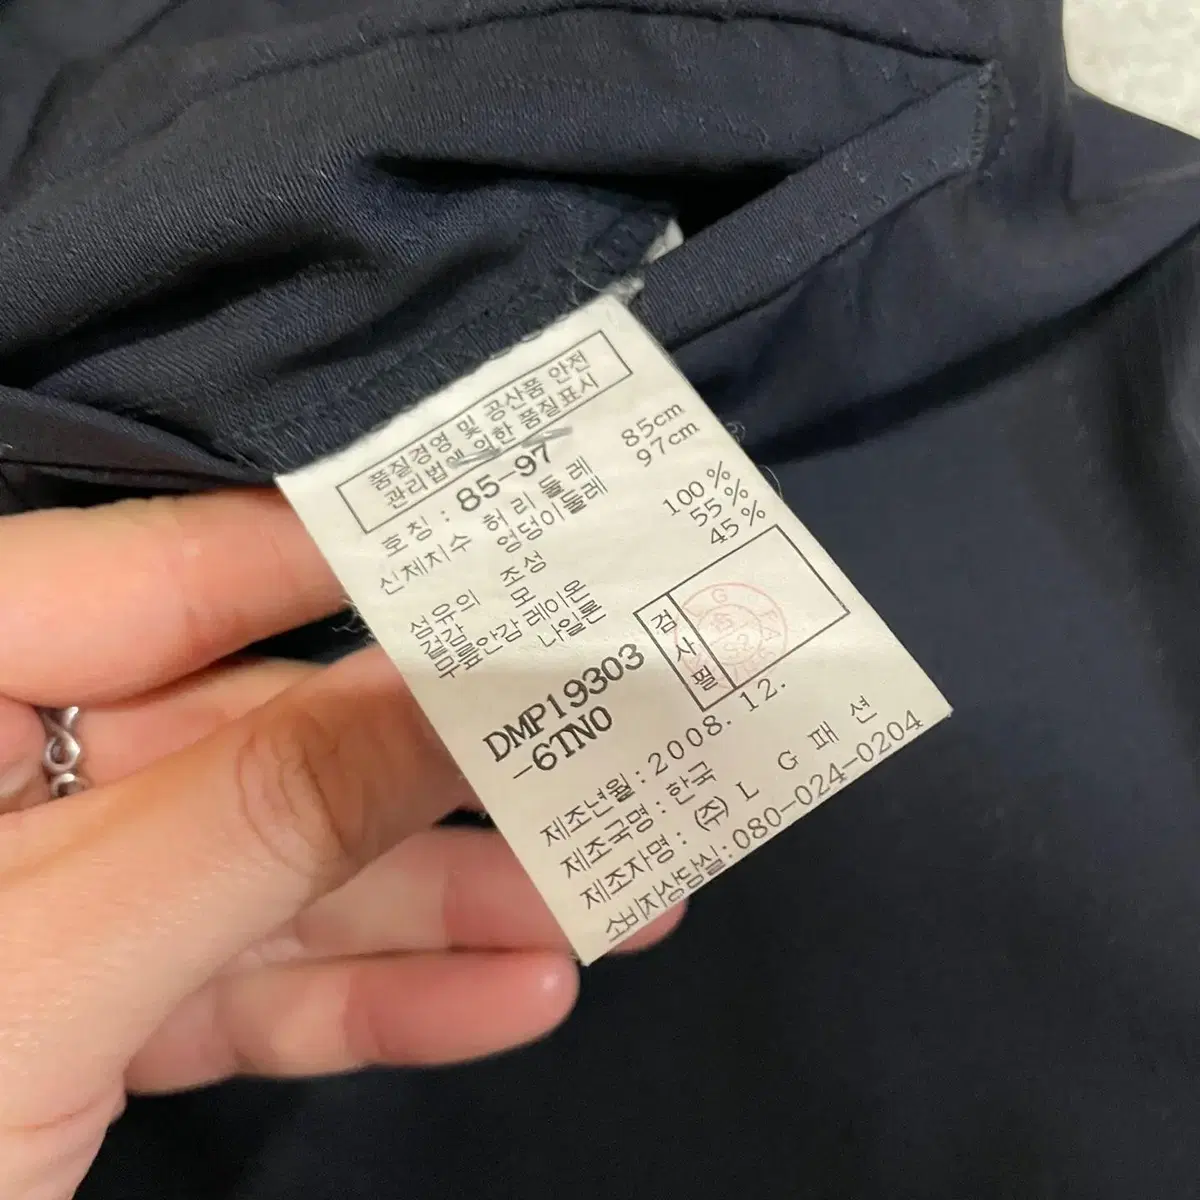 품질경영 및 공산품 안전
관리법에 의한 품질표시
호칭 : 85-97
신체치수 허리 둘레 85cm
엉덩이둘레 97cm
섬유의 조성
겉감 모 100 %
무릎안감 레이온 55 %
나일론 45 %
DMP19303
-6TN0
검사필
제조년월 : 2008. 12.
제조국명 : 한국
제조자명 : (주) L G 패 션
소비자상담실 : 080-024-0204